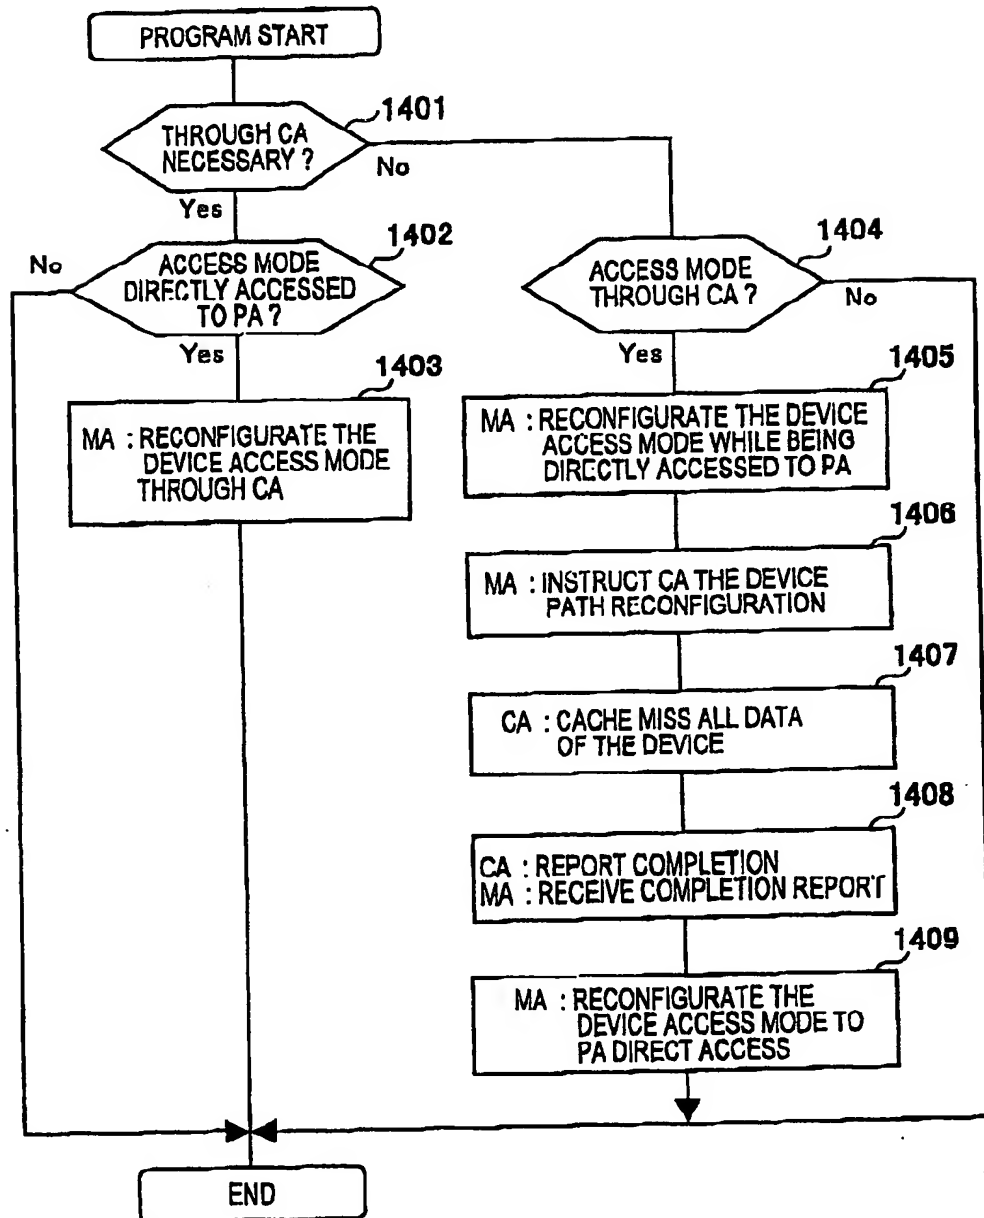 PROGRAM START
1401
THROUGH CA
NECESSARY ?
No
Yes
1402
No
ACCESS MODE
DIRECTLY ACCESSED
TO PA ?
Yes
1403
MA : RECONFIGURATE THE
DEVICE ACCESS MODE
THROUGH CA
1404
ACCESS MODE
THROUGH CA ?
No
Yes
1405
MA : RECONFIGURATE THE DEVICE
ACCESS MODE WHILE BEING
DIRECTLY ACCESSED TO PA
1406
MA : INSTRUCT CA THE DEVICE
PATH RECONFIGURATION
1407
CA : CACHE MISS ALL DATA
OF THE DEVICE
1408
CA : REPORT COMPLETION
MA : RECEIVE COMPLETION REPORT
1409
MA : RECONFIGURATE THE
DEVICE ACCESS MODE TO
PA DIRECT ACCESS
END